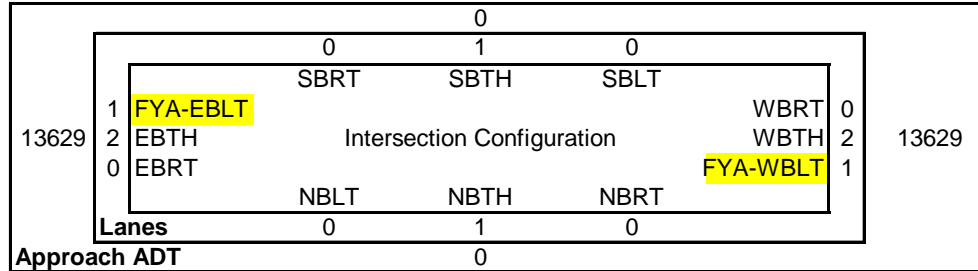 0
0 1 0
SBRT SBTH SBLT
1 FYA-EBLT WBRT 0
13629 2 EBTH Intersection Configuration WBTH 2 13629
0 EBRT FYA-WBLT 1
NBLT NBTH NBRT
Lanes 0 1 0
Approach ADT 0